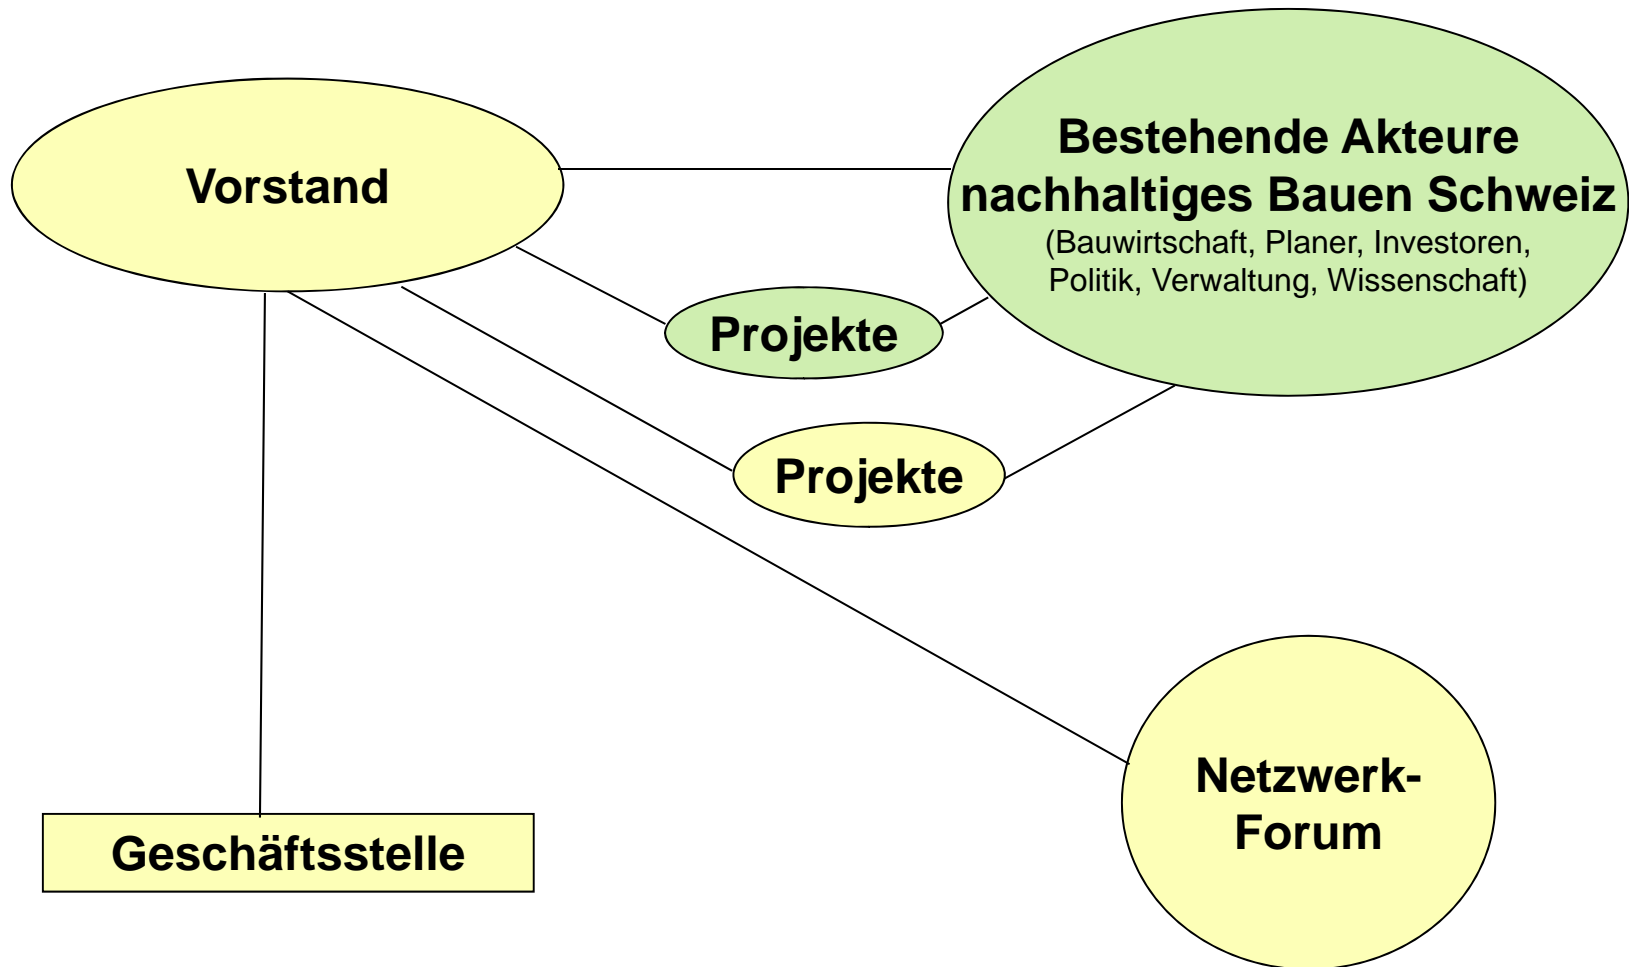 Vorstand
Bestehende Akteure
nachhaltiges Bauen Schweiz
(Bauwirtschaft, Planer, Investoren,
Politik, Verwaltung, Wissenschaft)
Projekte
Projekte
Netzwerk-
Forum
Geschäftsstelle